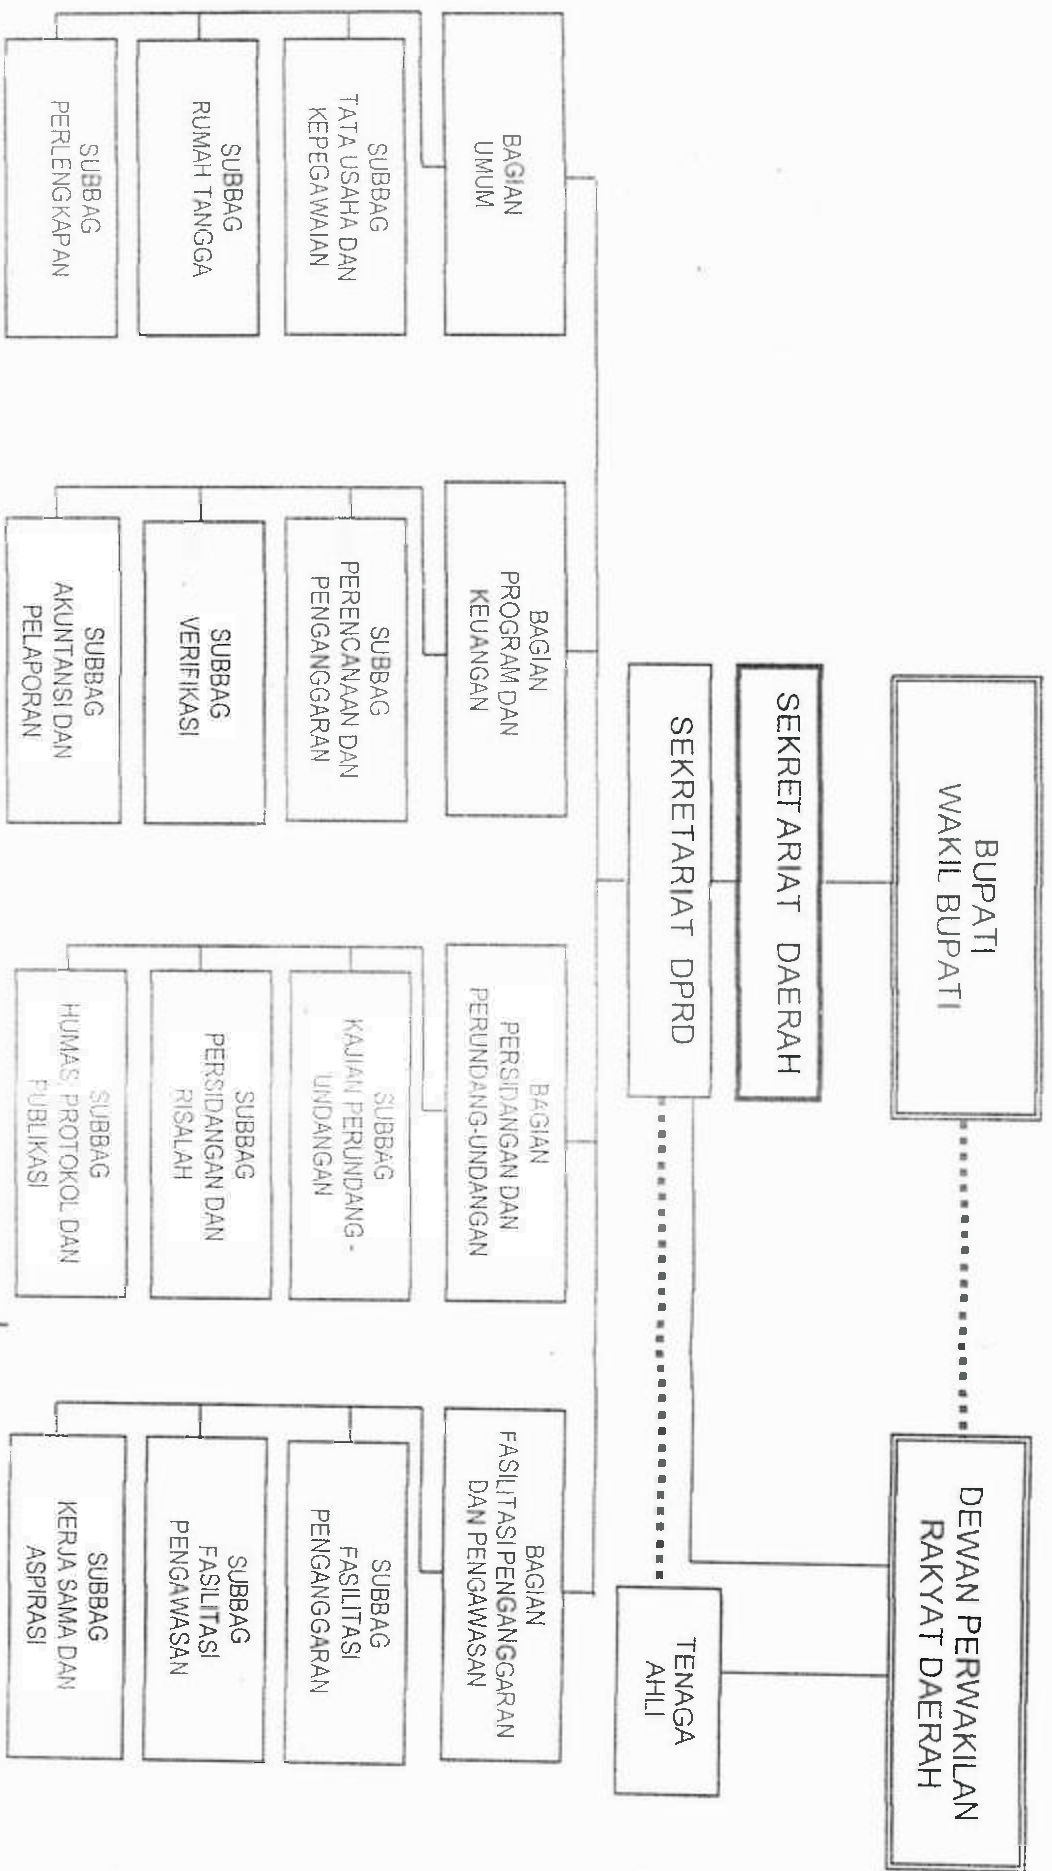 BUPATI
WAKIL BUPATI
DEWAN PERWAKILAN
RAKYAT DAERAH
SEKRETARIAT DAERAH
SEKRETARIAT DPRD
TENAGA
AHLI
BAGIAN
UMUM
SUBBAG
TATA USAHA DAN
KEPEGAWAIAN
SUBBAG
RUMAH TANGGA
SUBBAG
PERLENGKAPAN
BAGIAN
PROGRAM DAN
KEUANGAN
SUBBAG
PERENCANAAN DAN
PENGANGGARAN
SUBBAG
VERIFIKASI
SUBBAG
AKUNTANSI DAN
PELAPORAN
BAGIAN
PERSIDANGAN DAN
PERUNDANG-UNDANGAN
SUBBAG
KAJIAN PERUNDANG -
UNDANGAN
SUBBAG
PERSIDANGAN DAN
RISALAH
SUBBAG
HUMAS, PROTOKOL DAN
PUBLIKASI
BAGIAN
FASILITASI PENGANGGARAN
DAN PENGAWASAN
SUBBAG
FASILITASI
PENGANGGARAN
SUBBAG
FASILITASI
PENGAWASAN
SUBBAG
KERJA SAMA DAN
ASPIRASI